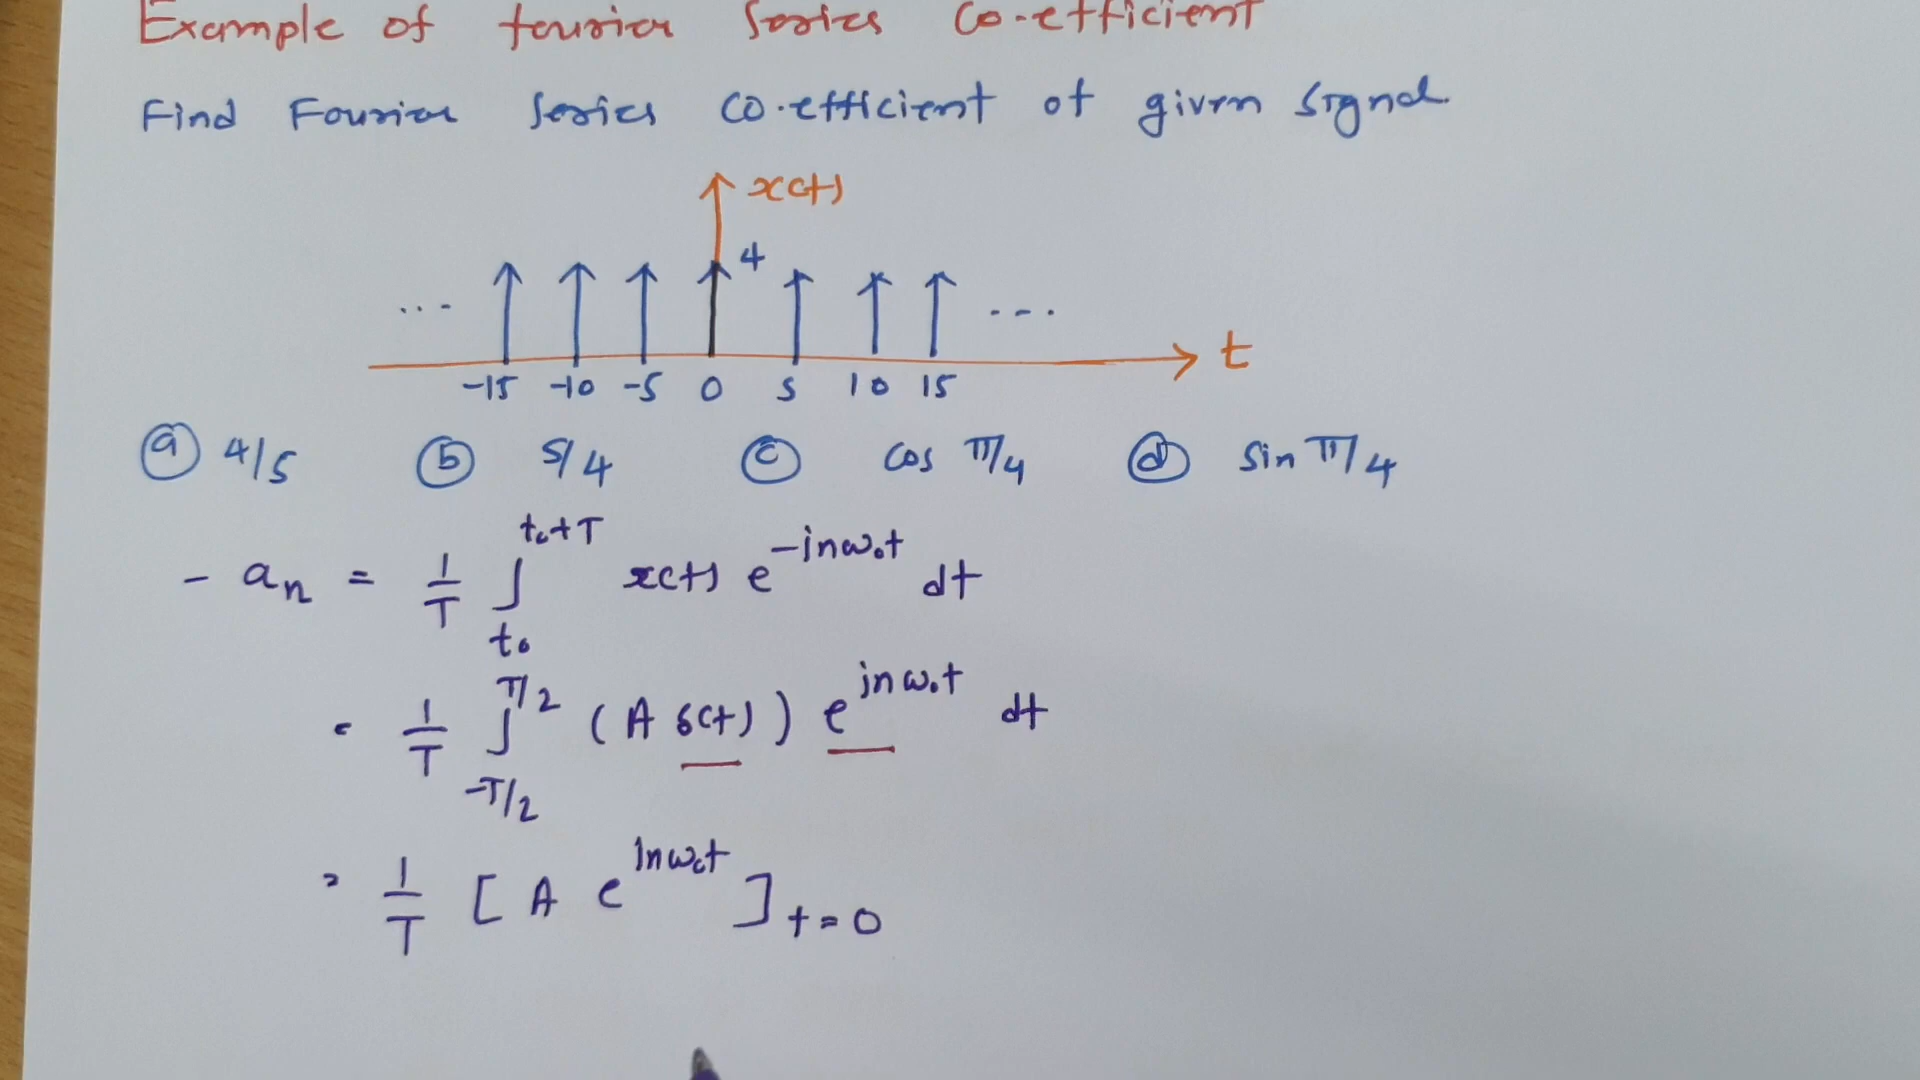 Example of fourier Series Co-efficient
Find Fourier Series Co-efficient of given signal
x(t)
4
... ---
t
-15 -10 -5 0 5 10 15
(a) 4/5 (b) 5/4 (c) cos π/4 (d) sin π/4
- aₙ = 1/T ∫_{t₀}^{t₀+T} x(t) e^{-jnω₀t} dt
= 1/T ∫_{-T/2}^{T/2} (A δ(t)) e^{jnω₀t} dt
= 1/T [A e^{jnω₀t}]_{t=0}